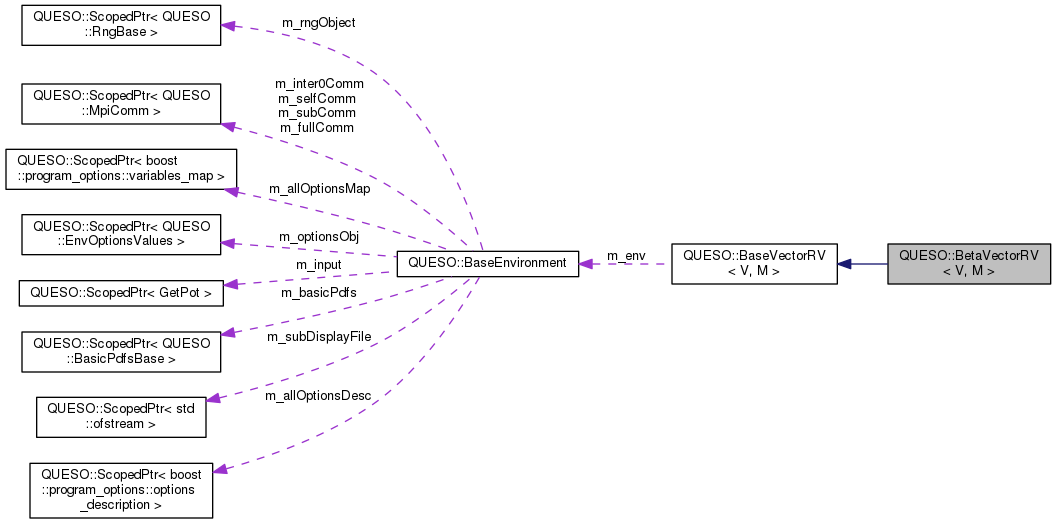 QUESO::ScopedPtr< QUESO
::RngBase >
m_rngObject
QUESO::ScopedPtr< QUESO
::MpiComm >
m_inter0Comm
m_selfComm
m_subComm
m_fullComm
QUESO::ScopedPtr< boost
::program_options::variables_map >
m_allOptionsMap
QUESO::ScopedPtr< QUESO
::EnvOptionsValues >
m_optionsObj
QUESO::ScopedPtr< GetPot >
m_input
QUESO::ScopedPtr< QUESO
::BasicPdfsBase >
m_basicPdfs
QUESO::ScopedPtr< std
::ofstream >
m_subDisplayFile
QUESO::ScopedPtr< boost
::program_options::options
_description >
m_allOptionsDesc
QUESO::BaseEnvironment
m_env
QUESO::BaseVectorRV
< V, M >
QUESO::BetaVectorRV
< V, M >